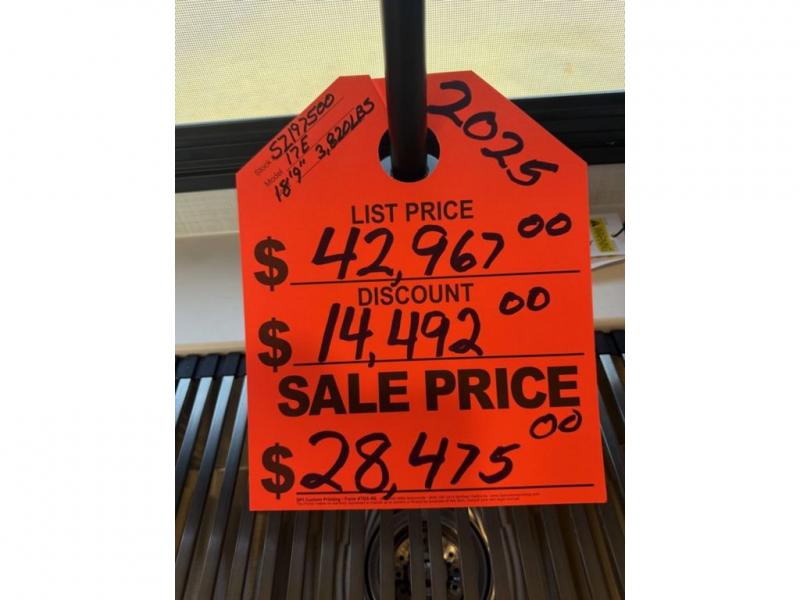 2025
Stock SZ197500
Model 17E
18'9" 3,820LBS
LIST PRICE
$ 42,967 00
DISCOUNT
$ 14,492 00
SALE PRICE
$ 28,475 00